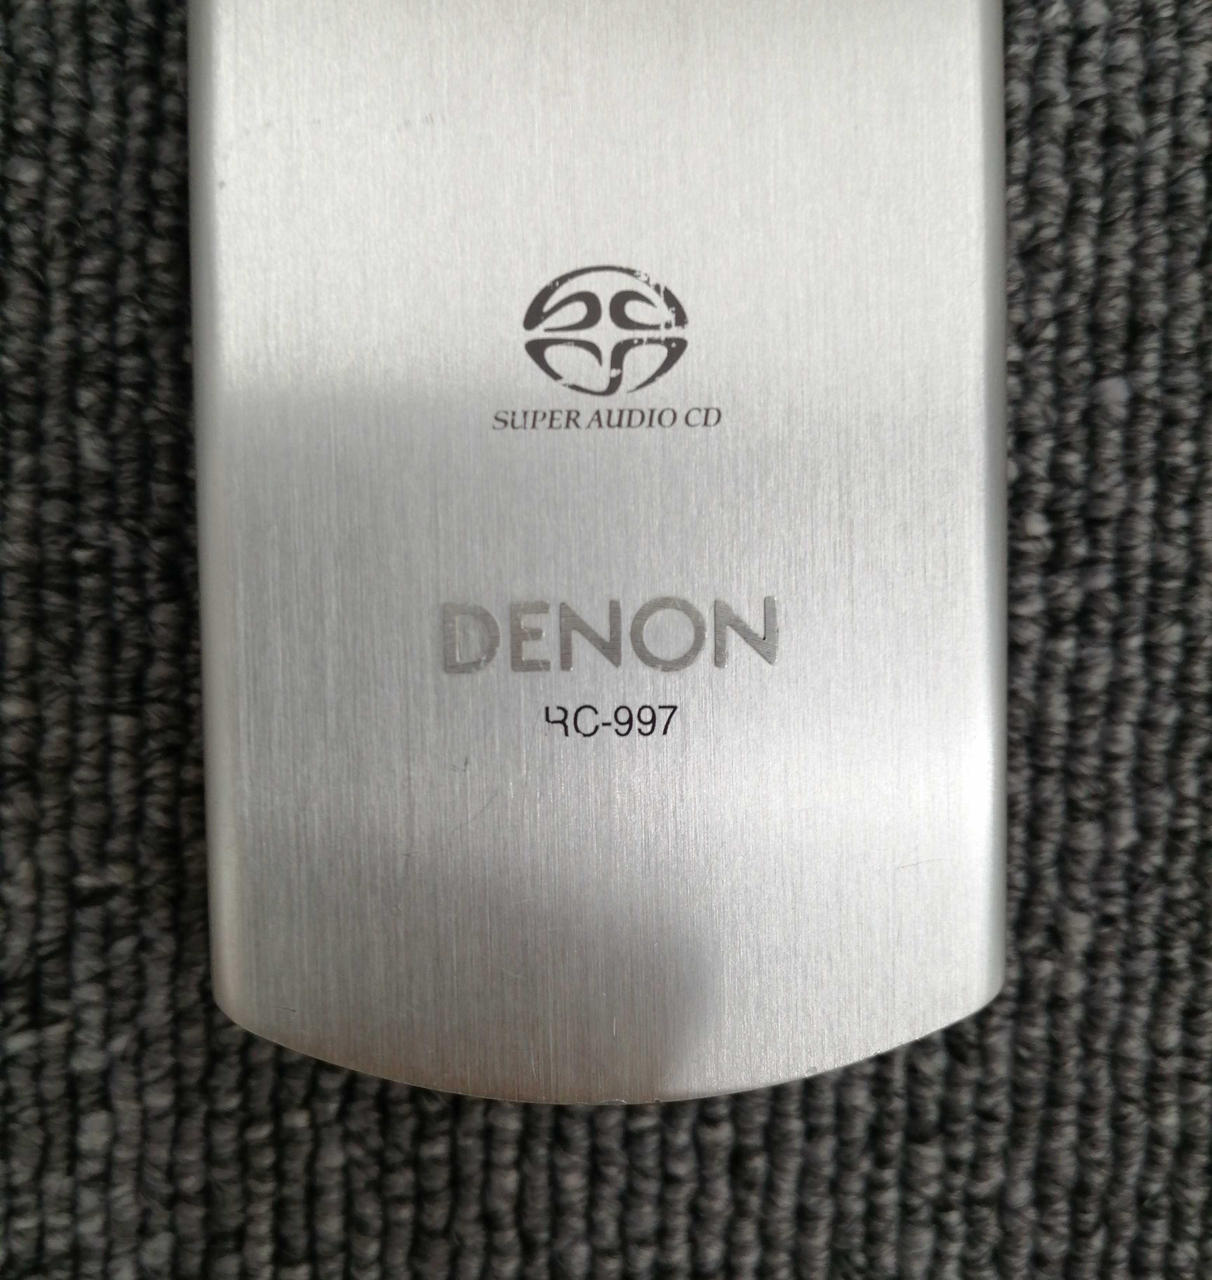 SUPER AUDIO CD
DENON
RC-997